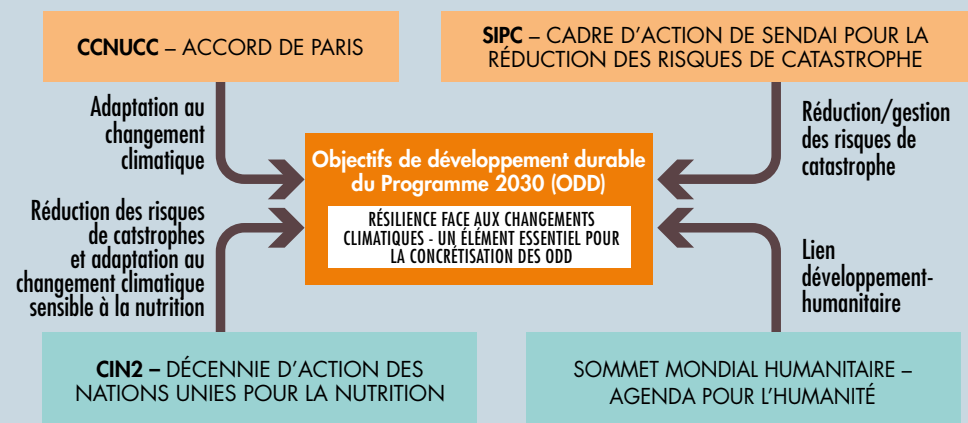 CCNUCC – ACCORD DE PARIS
SIPC – CADRE D'ACTION DE SENDAI POUR LA
RÉDUCTION DES RISQUES DE CATASTROPHE
Adaptation au
changement
climatique
Réduction/gestion
des risques de
catastrophe
Objectifs de développement durable
du Programme 2030 (ODD)
RÉSILIENCE FACE AUX CHANGEMENTS
CLIMATIQUES - UN ÉLÉMENT ESSENTIEL POUR
LA CONCRÉTISATION DES ODD
Réduction des risques
de catstrophes
et adaptation au
changement climatique
sensible à la nutrition
Lien
développement-
humanitaire
CIN2 – DÉCENNIE D'ACTION DES
NATIONS UNIES POUR LA NUTRITION
SOMMET MONDIAL HUMANITAIRE –
AGENDA POUR L'HUMANITÉ